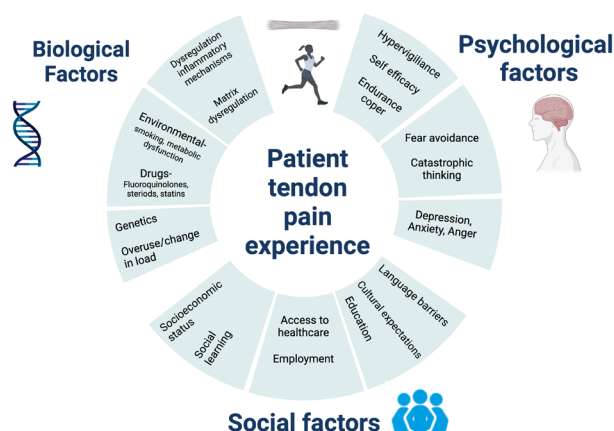 Biological
Factors
Dysregulation
inflammatory
mechanisms
Matrix
dysregulation
Environmental-
smoking, metabolic
dysfunction
Drugs-
Fluoroquinolones,
steriods, statins
Genetics
Overuse/change
in load
Psychological
factors
Hypervigiliance
Self efficacy
Endurance
coper
Fear avoidance
Catastrophic
thinking
Depression,
Anxiety, Anger
Patient
tendon
pain
experience
Socioeconomic
status
Social
learning
Access to
healthcare
Employment
Language barriers
Cultural expectations
Education
Social factors